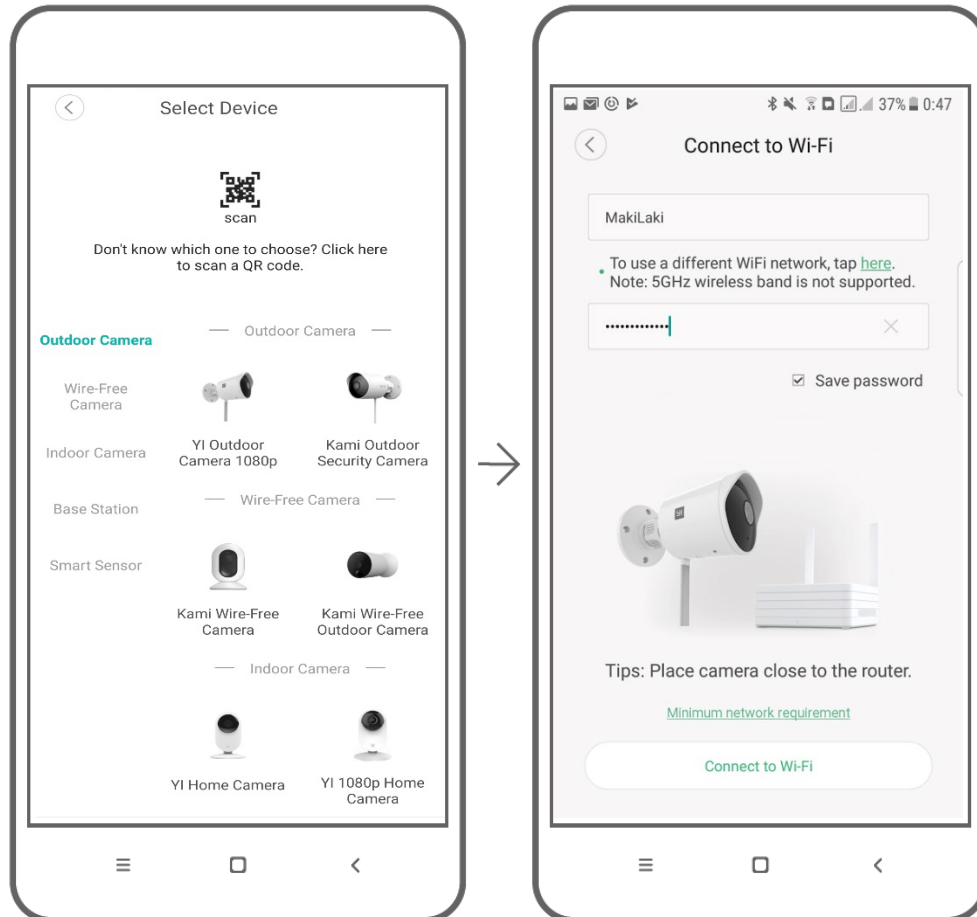 Select Device
scan
Don't know which one to choose? Click here
to scan a QR code.
Outdoor Camera
Wire-Free
Camera
Indoor Camera
Base Station
Smart Sensor
Outdoor Camera
YI Outdoor
Camera 1080p
Kami Outdoor
Security Camera
Wire-Free Camera
Kami Wire-Free
Camera
Kami Wire-Free
Outdoor Camera
Indoor Camera
YI Home Camera
YI 1080p Home
Camera
37% 0:47
Connect to Wi-Fi
MakiLaki
To use a different WiFi network, tap here.
Note: 5GHz wireless band is not supported.
•••••••••••••
Save password
Tips: Place camera close to the router.
Minimum network requirement
Connect to Wi-Fi